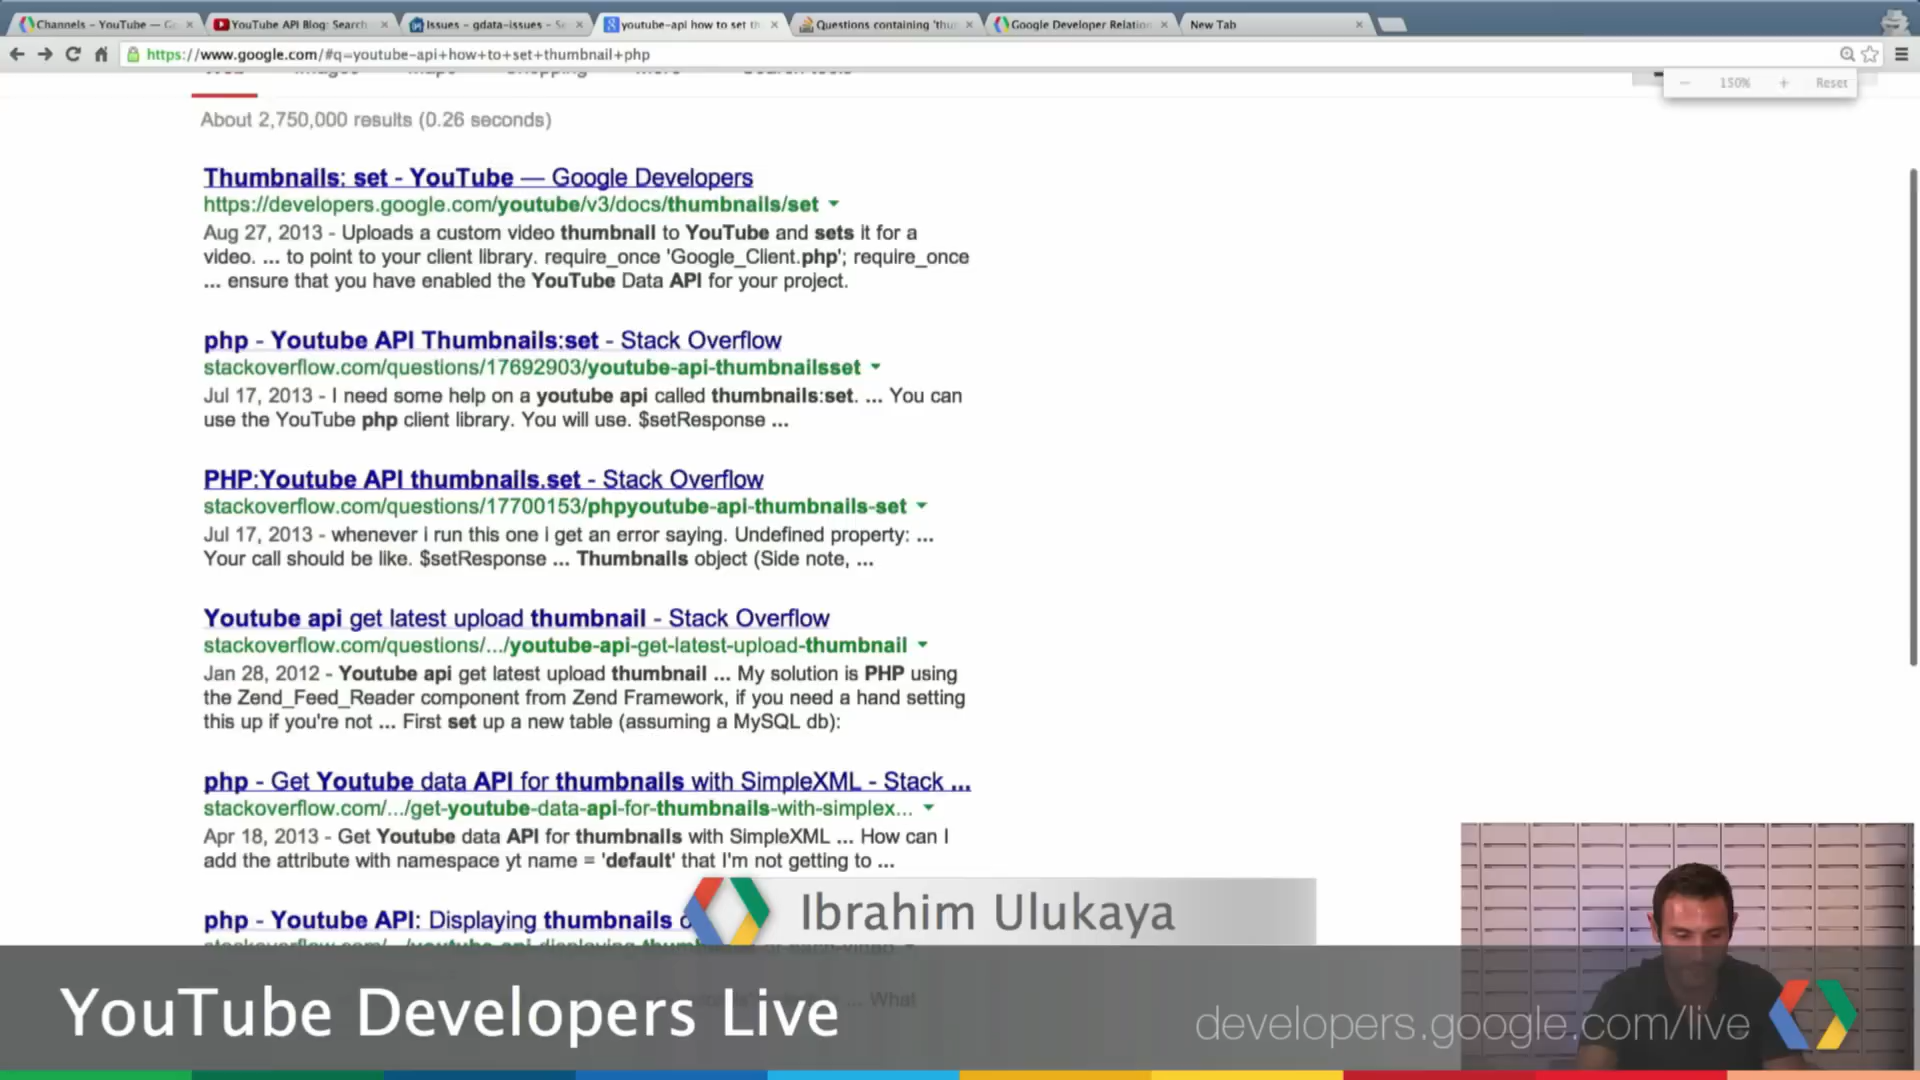 Channels - YouTube — G
YouTube API Blog: Search
Issues - gdata-issues - S
youtube-api how to set th
Questions containing 'thu
Google Developer Relation
New Tab
https://www.google.com/#q=youtube-api+how+to+set+thumbnail+php
Web Images Maps Shopping More Search tools
150% Reset
About 2,750,000 results (0.26 seconds)
Thumbnails: set - YouTube — Google Developers
https://developers.google.com/youtube/v3/docs/thumbnails/set
Aug 27, 2013 - Uploads a custom video thumbnail to YouTube and sets it for a
video. ... to point to your client library. require_once 'Google_Client.php'; require_once
... ensure that you have enabled the YouTube Data API for your project.
php - Youtube API Thumbnails:set - Stack Overflow
stackoverflow.com/questions/17692903/youtube-api-thumbnailsset
Jul 17, 2013 - I need some help on a youtube api called thumbnails:set. ... You can
use the YouTube php client library. You will use. $setResponse ...
PHP:Youtube API thumbnails.set - Stack Overflow
stackoverflow.com/questions/17700153/phpyoutube-api-thumbnails-set
Jul 17, 2013 - whenever i run this one i get an error saying. Undefined property: ...
Your call should be like. $setResponse ... Thumbnails object (Side note, ...
Youtube api get latest upload thumbnail - Stack Overflow
stackoverflow.com/questions/.../youtube-api-get-latest-upload-thumbnail
Jan 28, 2012 - Youtube api get latest upload thumbnail ... My solution is PHP using
the Zend_Feed_Reader component from Zend Framework, if you need a hand setting
this up if you're not ... First set up a new table (assuming a MySQL db):
php - Get Youtube data API for thumbnails with SimpleXML - Stack ...
stackoverflow.com/.../get-youtube-data-api-for-thumbnails-with-simplex...
Apr 18, 2013 - Get Youtube data API for thumbnails with SimpleXML ... How can I
add the attribute with namespace yt name = 'default' that I'm not getting to ...
php - Youtube API: Displaying thumbnails
Ibrahim Ulukaya
... What
YouTube Developers Live
developers.google.com/live